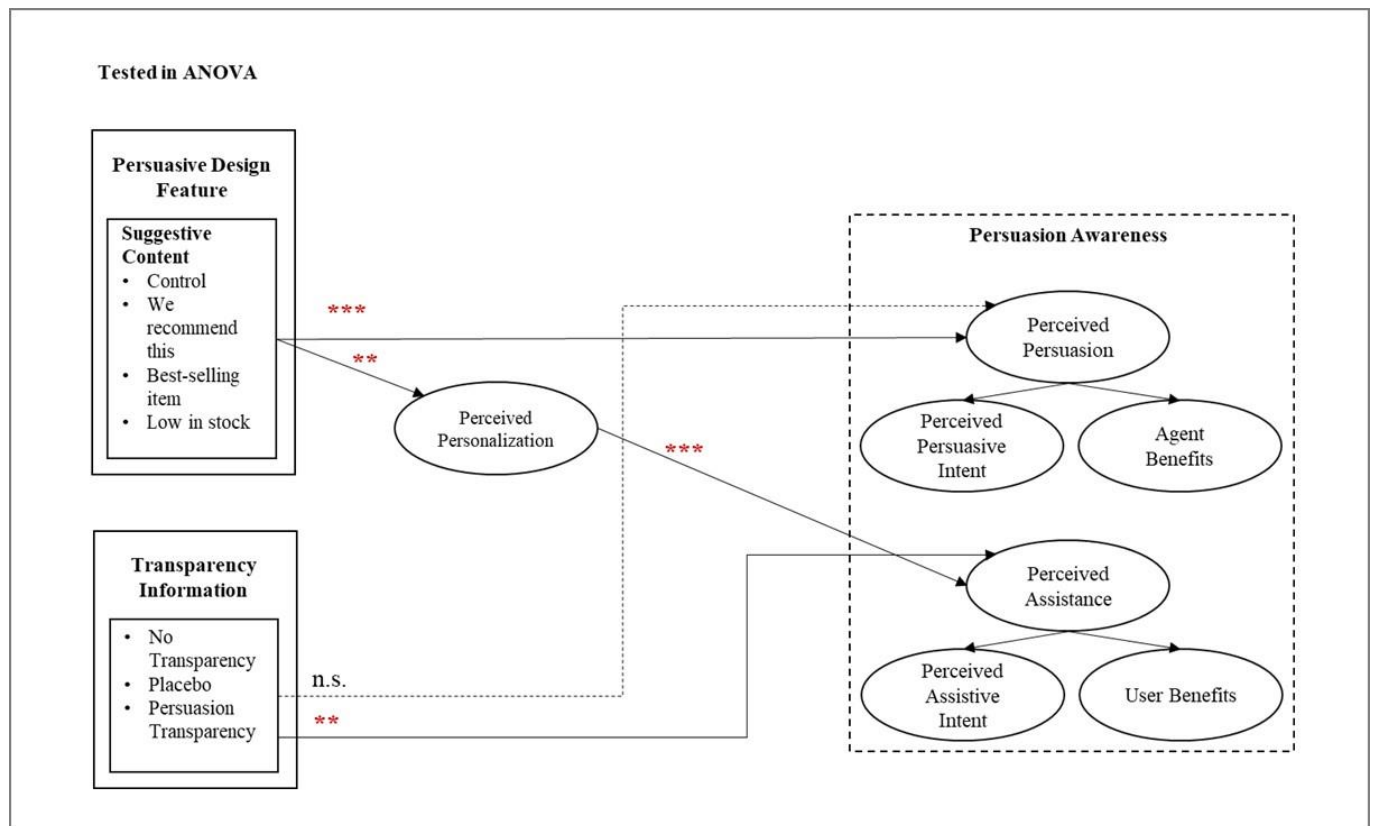 Tested in ANOVA
Persuasive Design
Feature
Suggestive
Content
• Control
• We
recommend
this
• Best-selling
item
• Low in stock
***
**
Perceived
Personalization
***
Persuasion Awareness
Perceived
Persuasion
Perceived
Persuasive
Intent
Agent
Benefits
Transparency
Information
• No
Transparency
• Placebo
• Persuasion
Transparency
n.s.
**
Perceived
Assistance
Perceived
Assistive
Intent
User Benefits